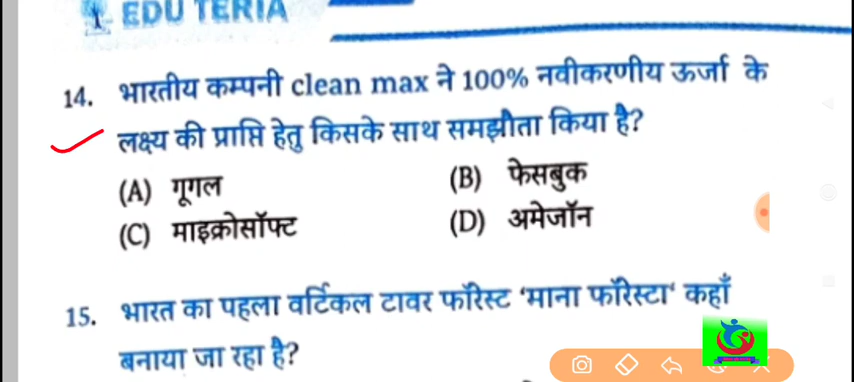 EDU TERIA
14. भारतीय कम्पनी clean max ने 100% नवीकरणीय ऊर्जा के
लक्ष्य की प्राप्ति हेतु किसके साथ समझौता किया है?
(A) गूगल (B) फेसबुक
(C) माइक्रोसॉफ्ट (D) अमेजॉन
15. भारत का पहला वर्टिकल टावर फॉरेस्ट ‘माना फॉरेस्टा‘ कहाँ
बनाया जा रहा है?